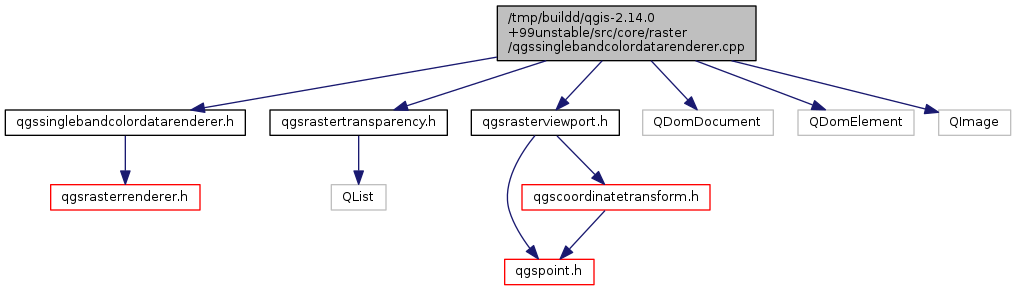 /tmp/buildd/qgis-2.14.0
+99unstable/src/core/raster
/qgssinglebandcolordatarenderer.cpp
qgssinglebandcolordatarenderer.h
qgsrastertransparency.h
qgsrasterviewport.h
QDomDocument
QDomElement
QImage
qgsrasterrenderer.h
QList
qgscoordinatetransform.h
qgspoint.h